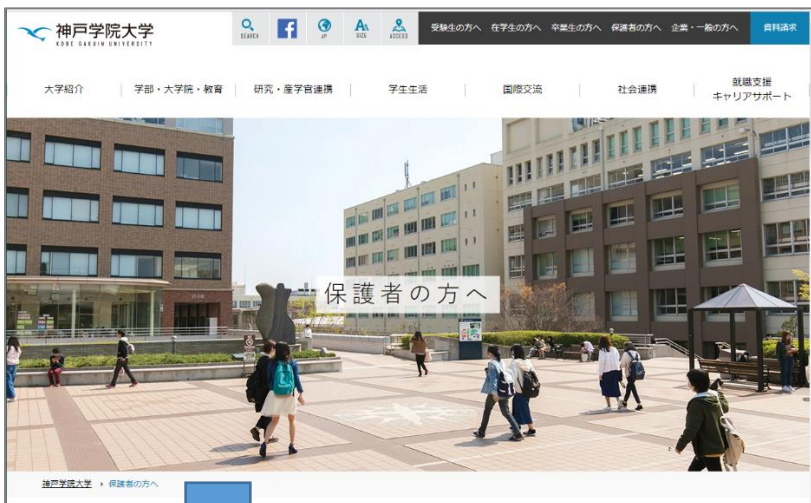 神戸学院大学
KOBE GAKUIN UNIVERSITY
SEARCH
f
JP
AA
SIZE
ACCESS
受験生の方へ 在学生の方へ 卒業生の方へ 保護者の方へ 企業・一般の方へ 資料請求
大学紹介 学部・大学院・教育 研究・産学官連携 学生生活 国際交流 社会連携 就職支援
キャリアサポート
保護者の方へ
神戸学院大学 › 保護者の方へ